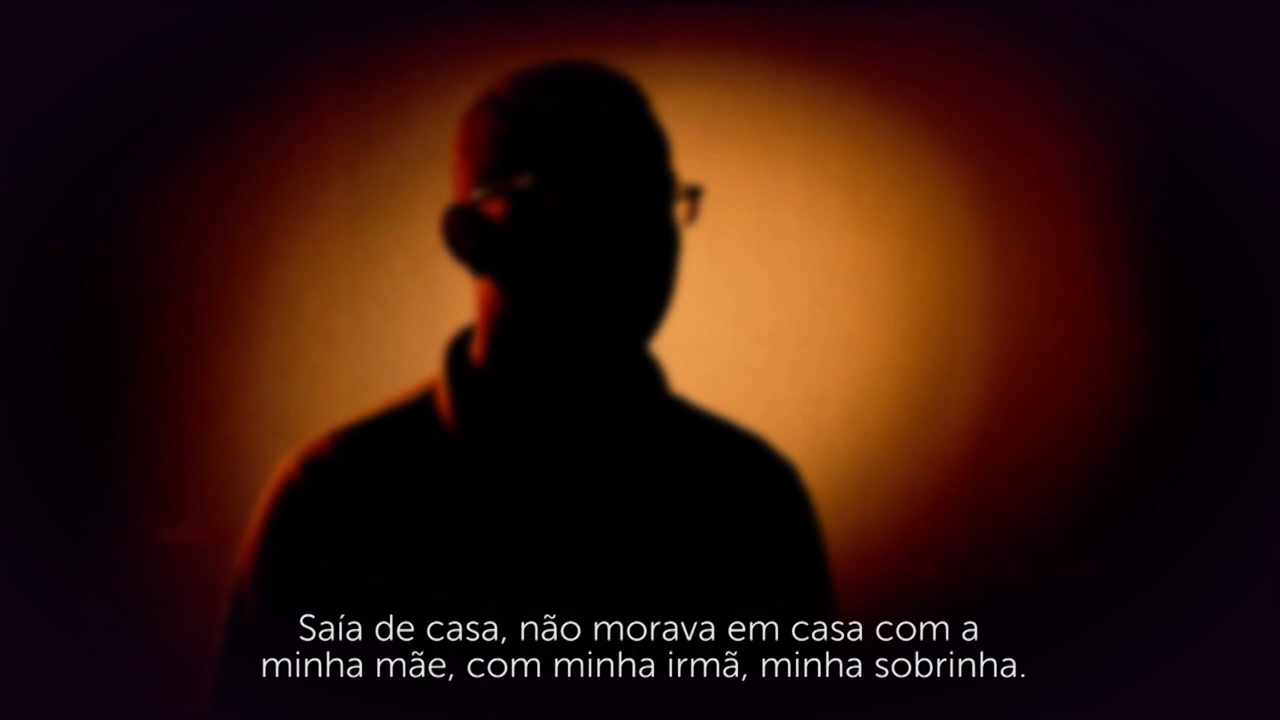 Saía de casa, não morava em casa com a
minha mãe, com minha irmã, minha sobrinha.